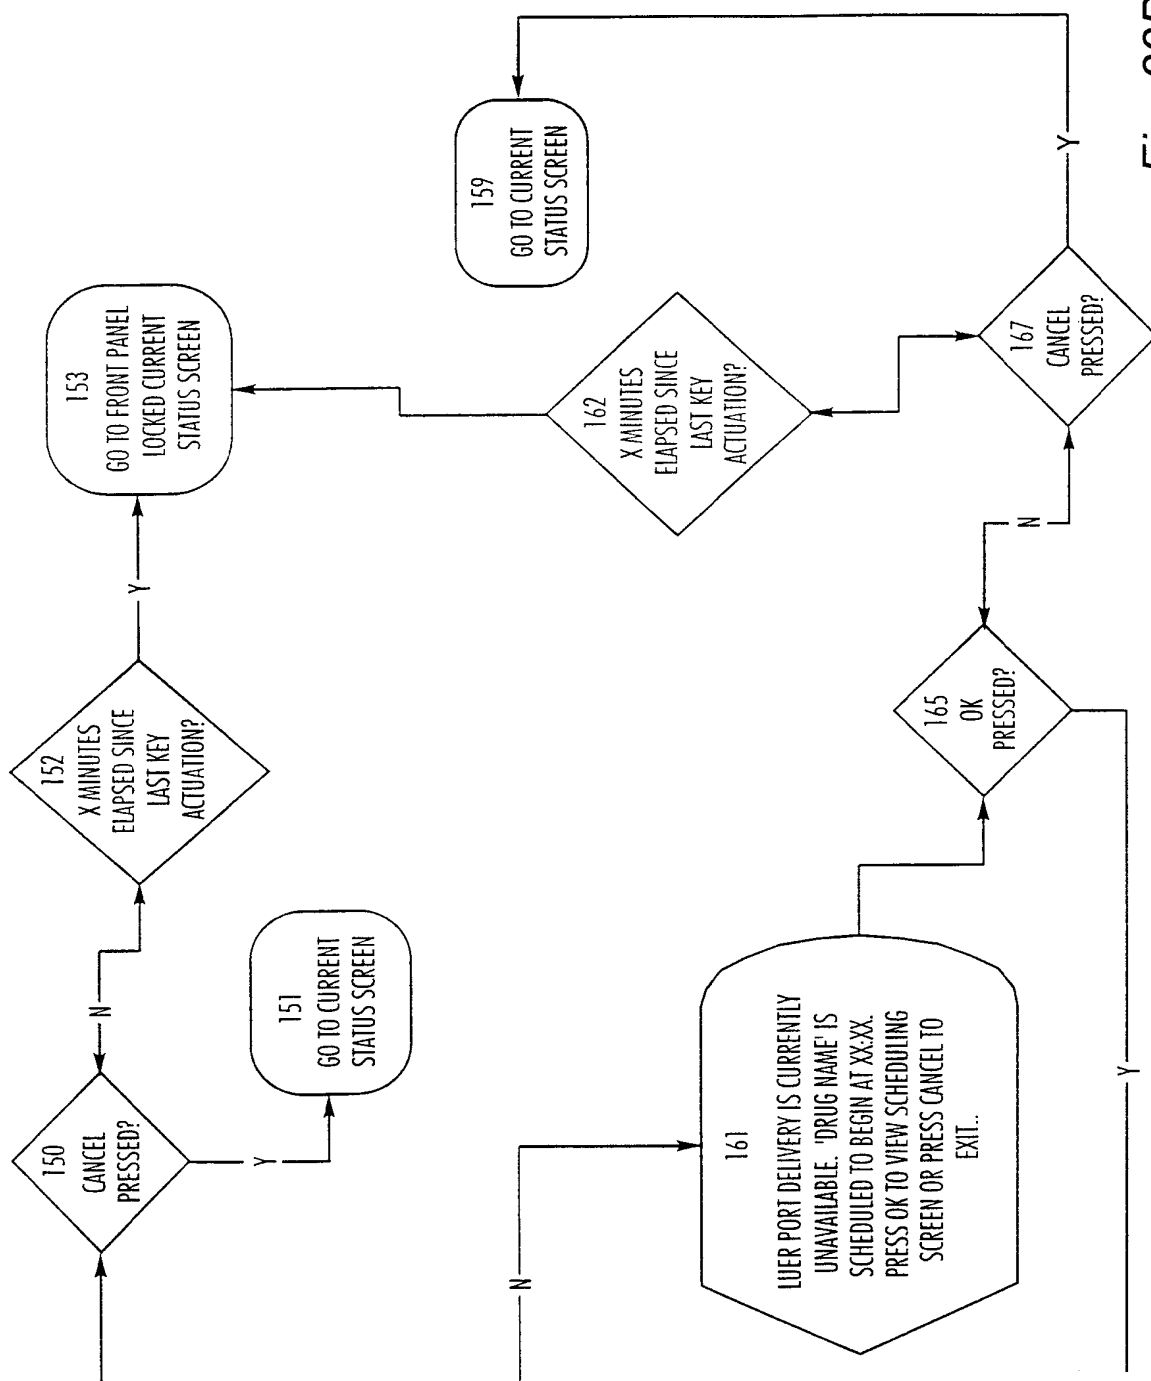 150
CANCEL
PRESSED?
N
152
X MINUTES
ELAPSED SINCE
LAST KEY
ACTUATION?
Y
153
GO TO FRONT PANEL
LOCKED CURRENT
STATUS SCREEN
Y
151
GO TO CURRENT
STATUS SCREEN
159
GO TO CURRENT
STATUS SCREEN
N
162
X MINUTES
ELAPSED SINCE
LAST KEY
ACTUATION?
161
LUER PORT DELIVERY IS CURRENTLY
UNAVAILABLE. 'DRUG NAME' IS
SCHEDULED TO BEGIN AT XX:XX.
PRESS OK TO VIEW SCHEDULING
SCREEN OR PRESS CANCEL TO
EXIT..
165
OK
PRESSED?
N
167
CANCEL
PRESSED?
Y
Y